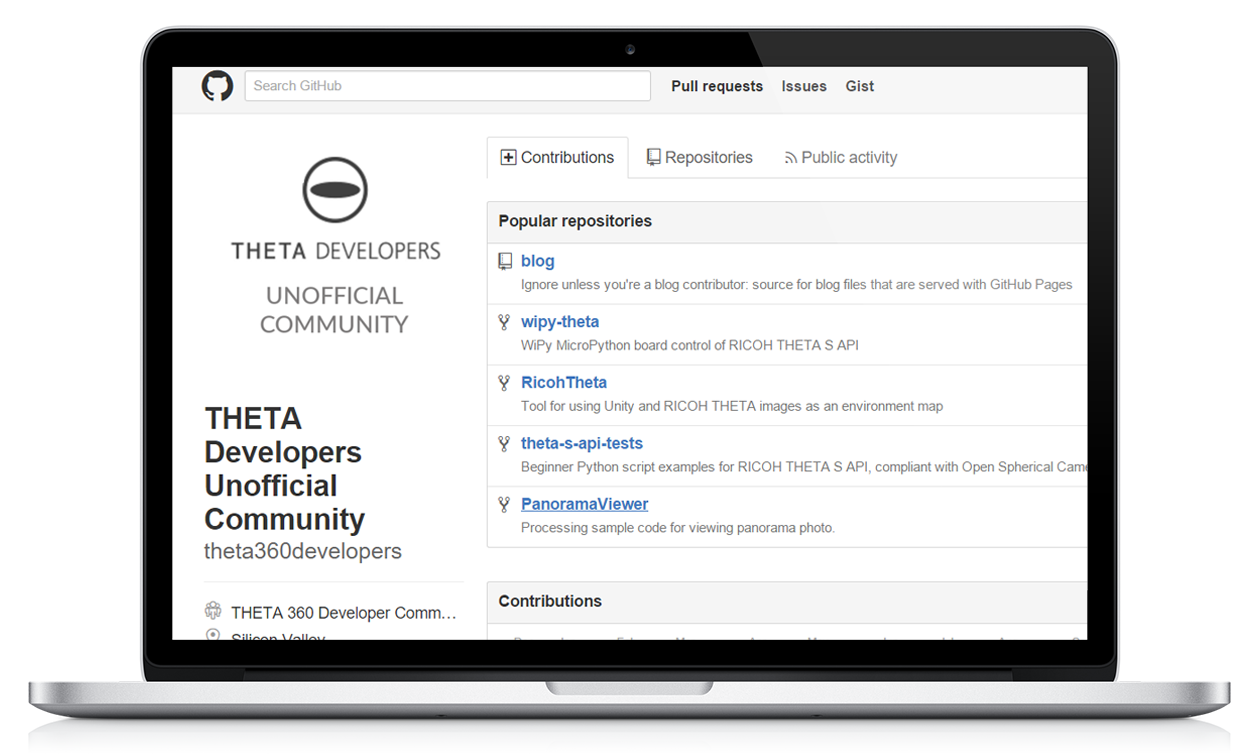 Search GitHub
Pull requests Issues Gist
THETA DEVELOPERS
UNOFFICIAL
COMMUNITY
THETA
Developers
Unofficial
Community
theta360developers
THETA 360 Developer Comm...
Silicon Valley
Contributions Repositories Public activity
Popular repositories
blog
Ignore unless you're a blog contributor: source for blog files that are served with GitHub Pages
wipy-theta
WiPy MicroPython board control of RICOH THETA S API
RicohTheta
Tool for using Unity and RICOH THETA images as an environment map
theta-s-api-tests
Beginner Python script examples for RICOH THETA S API, compliant with Open Spherical Came
PanoramaViewer
Processing sample code for viewing panorama photo.
Contributions